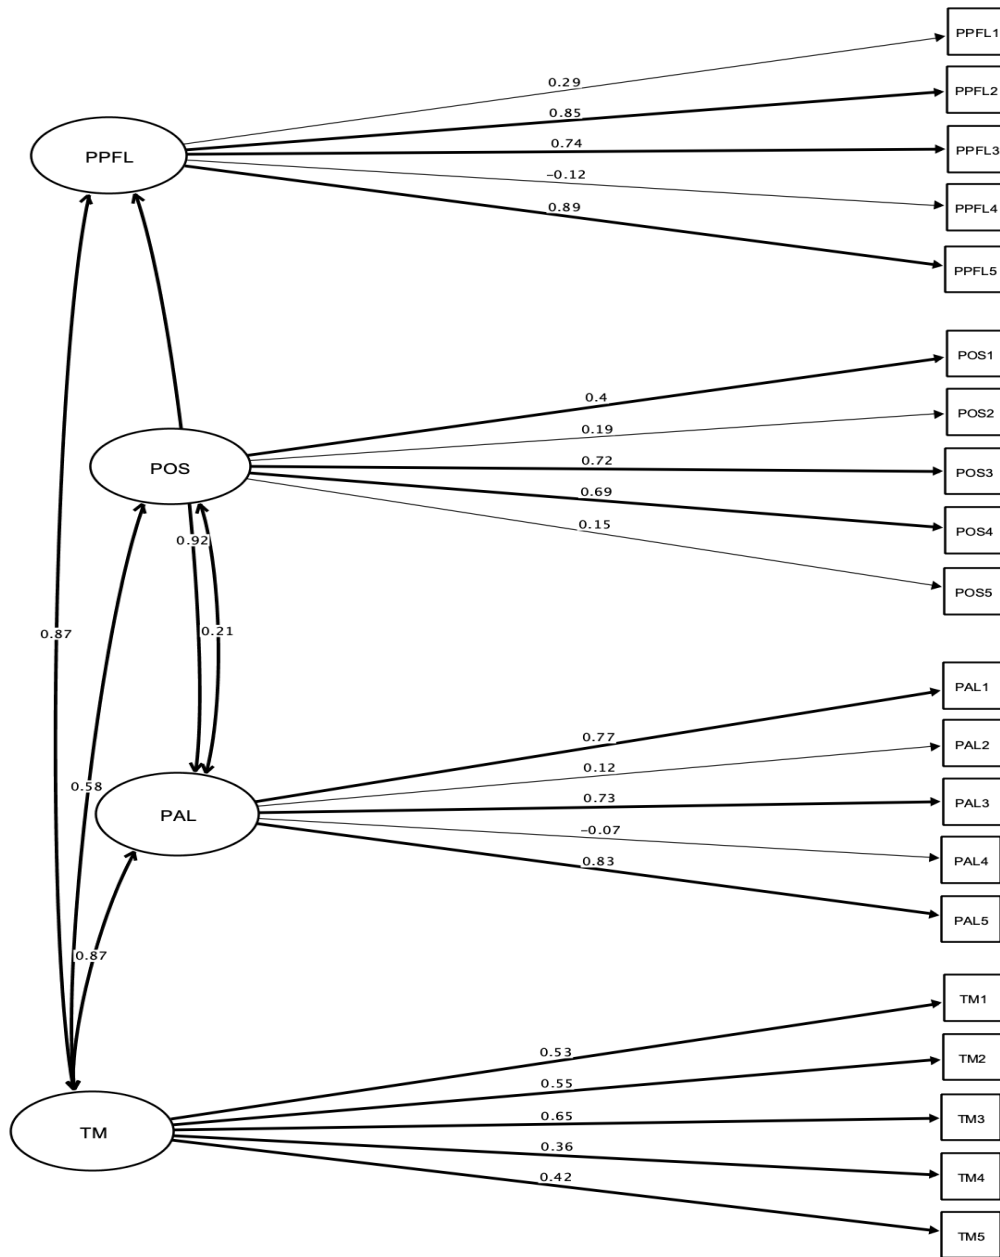 PPFL1
0.29
PPFL2
0.85
PPFL
0.74
PPFL3
–0.12
PPFL4
0.89
PPFL5
POS1
0.4
POS2
0.19
POS
0.72
POS3
0.69
POS4
0.15
0.92
POS5
0.87
0.21
PAL1
0.77
PAL2
0.12
0.58
PAL
0.73
PAL3
–0.07
PAL4
0.83
PAL5
0.87
TM1
0.53
TM2
0.55
TM
0.65
TM3
0.36
TM4
0.42
TM5